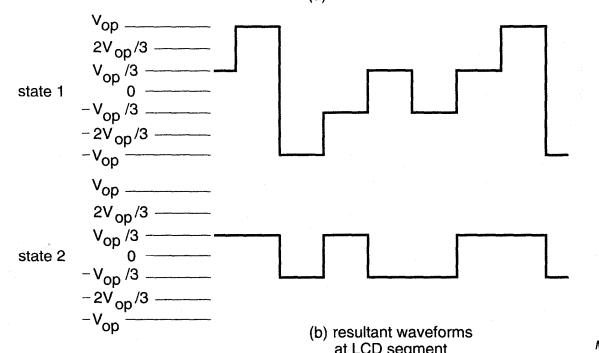 Vop
2Vop/3
Vop/3
state 1
0
-Vop/3
-2Vop/3
-Vop
Vop
2Vop/3
Vop/3
state 2
0
-Vop/3
-2Vop/3
-Vop
(b) resultant waveforms
at LCD segment